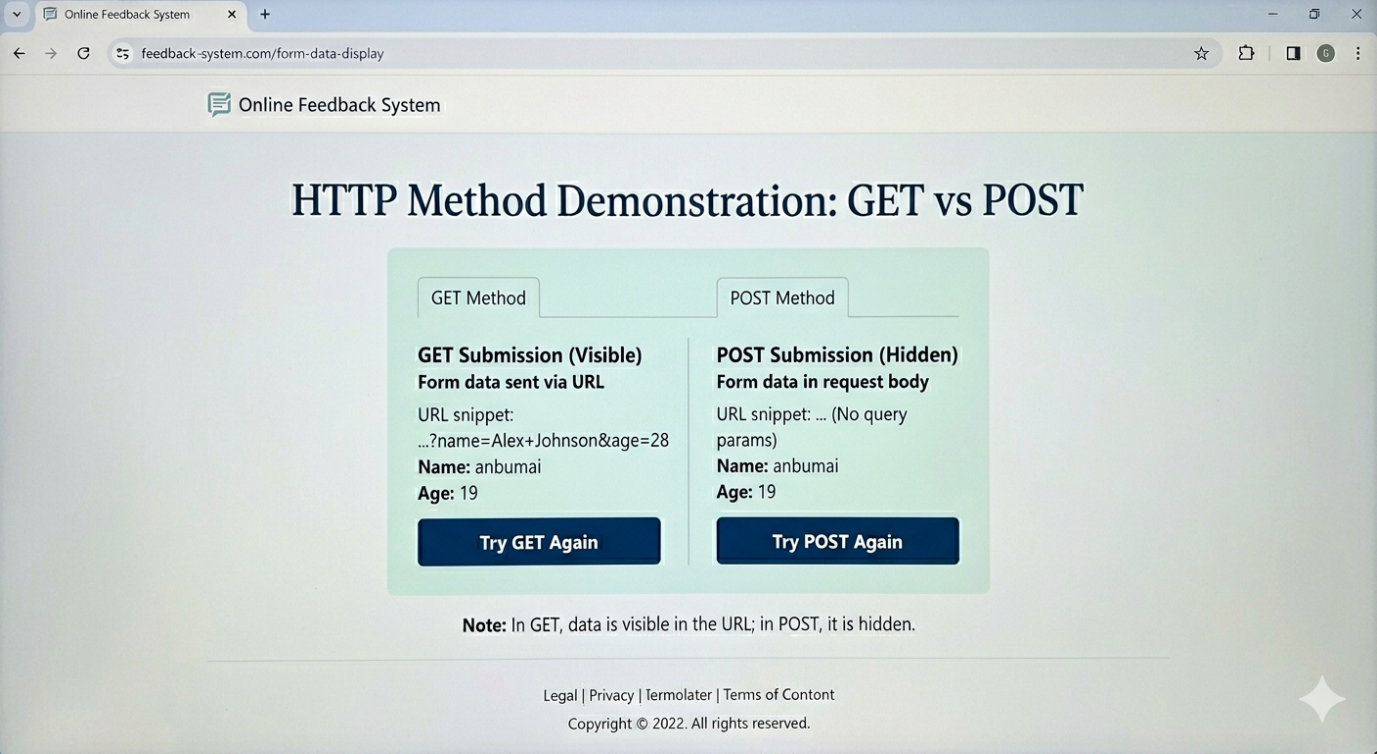 Online Feedback System
feedback-system.com/form-data-display
G
Online Feedback System
HTTP Method Demonstration: GET vs POST
GET Method
POST Method
GET Submission (Visible)
Form data sent via URL
URL snippet:
...?name=Alex+Johnson&age=28
Name: anbumai
Age: 19
Try GET Again
POST Submission (Hidden)
Form data in request body
URL snippet: ... (No query
params)
Name: anbumai
Age: 19
Try POST Again
Note: In GET, data is visible in the URL; in POST, it is hidden.
Legal | Privacy | Termolater | Terms of Contont
Copyright © 2022. All rights reserved.